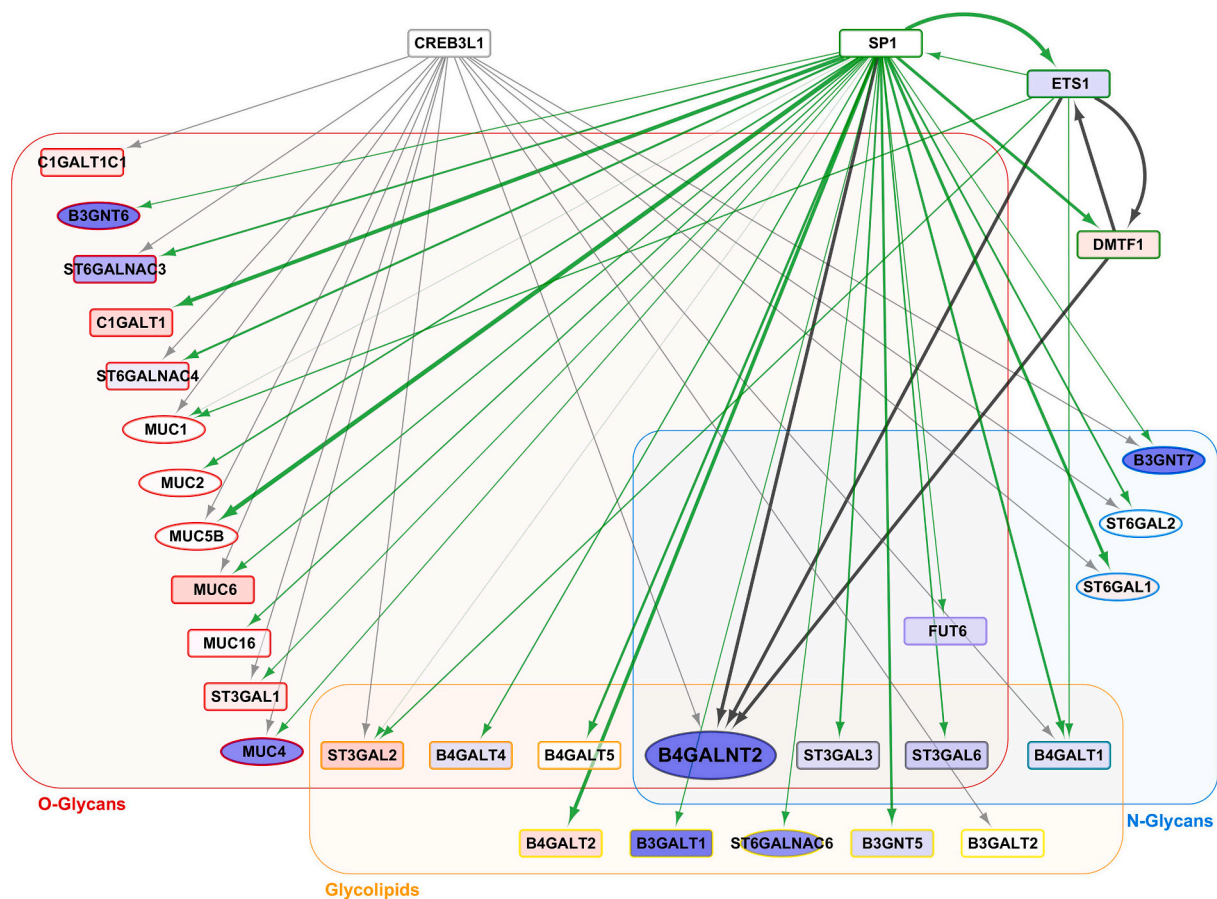 CREB3L1
SP1
ETS1
C1GALT1C1
B3GNT6
DMTF1
ST6GALNAC3
C1GALT1
ST6GALNAC4
MUC1
B3GNT7
MUC2
ST6GAL2
MUC5B
MUC6
ST6GAL1
FUT6
MUC16
ST3GAL1
MUC4
ST3GAL2
B4GALT4
B4GALT5
B4GALNT2
ST3GAL3
ST3GAL6
B4GALT1
O-Glycans
N-Glycans
B4GALT2
B3GALT1
ST6GALNAC6
B3GNT5
B3GALT2
Glycolipids